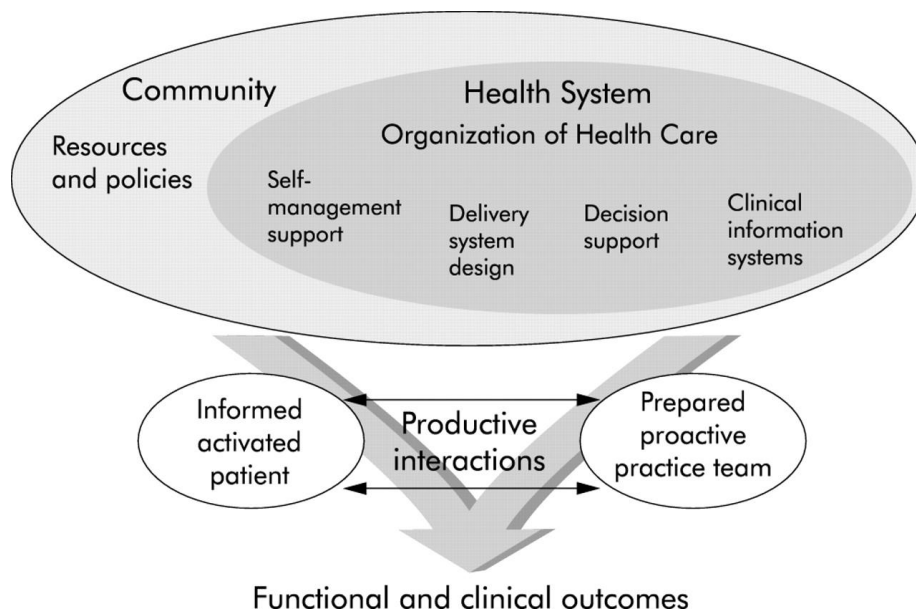 Community
Health System
Organization of Health Care
Resources
and policies
Self-
management
support
Delivery
system
design
Decision
support
Clinical
information
systems
Informed
activated
patient
Productive
interactions
Prepared
proactive
practice team
Functional and clinical outcomes